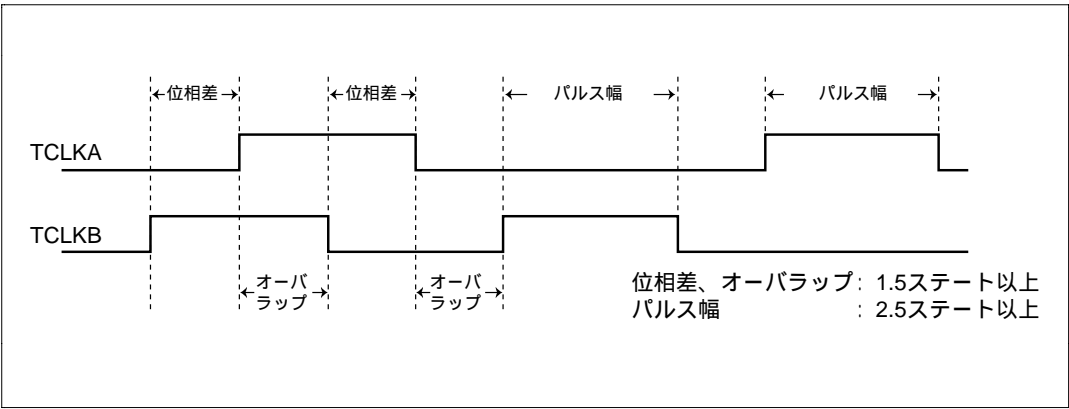 位相差
位相差
パルス幅
パルス幅
TCLKA
TCLKB
オーバ
ラップ
オーバ
ラップ
位相差、オーバラップ: 1.5ステート以上
パルス幅 : 2.5ステート以上